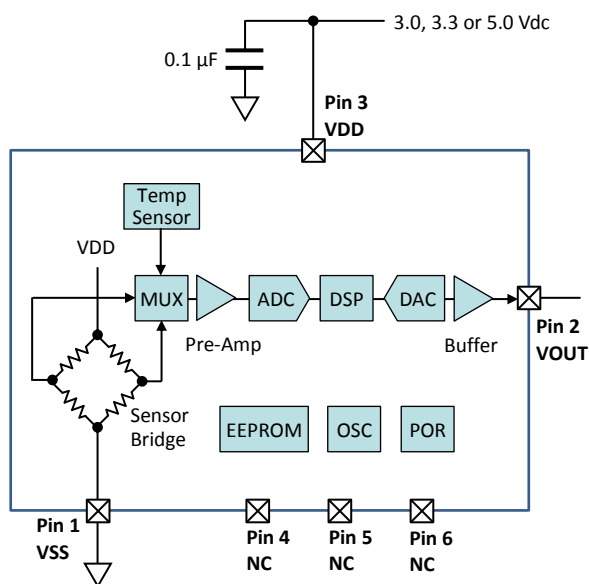 3.0, 3.3 or 5.0 Vdc
0.1 µF
Pin 3
VDD
Temp
Sensor
VDD
MUX
ADC
DSP
DAC
Pre-Amp
Buffer
Pin 2
VOUT
Sensor
Bridge
EEPROM
OSC
POR
Pin 1
VSS
Pin 4
NC
Pin 5
NC
Pin 6
NC